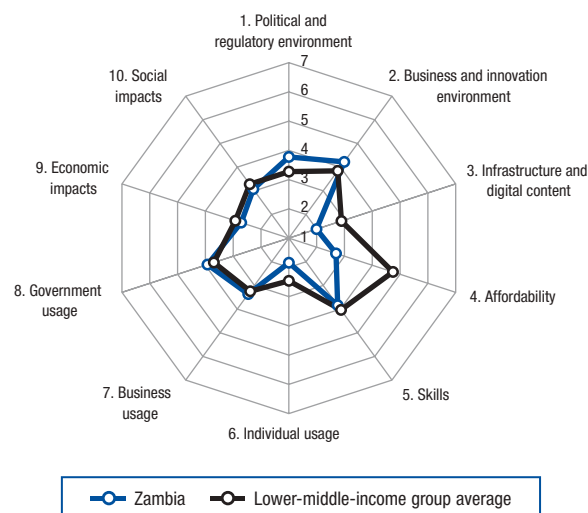 1. Political and
regulatory environment
2. Business and innovation
environment
3. Infrastructure and
digital content
4. Affordability
5. Skills
6. Individual usage
7. Business
usage
8. Government
usage
9. Economic
impacts
10. Social
impacts
7
6
5
4
3
2
1
Zambia
Lower-middle-income group average